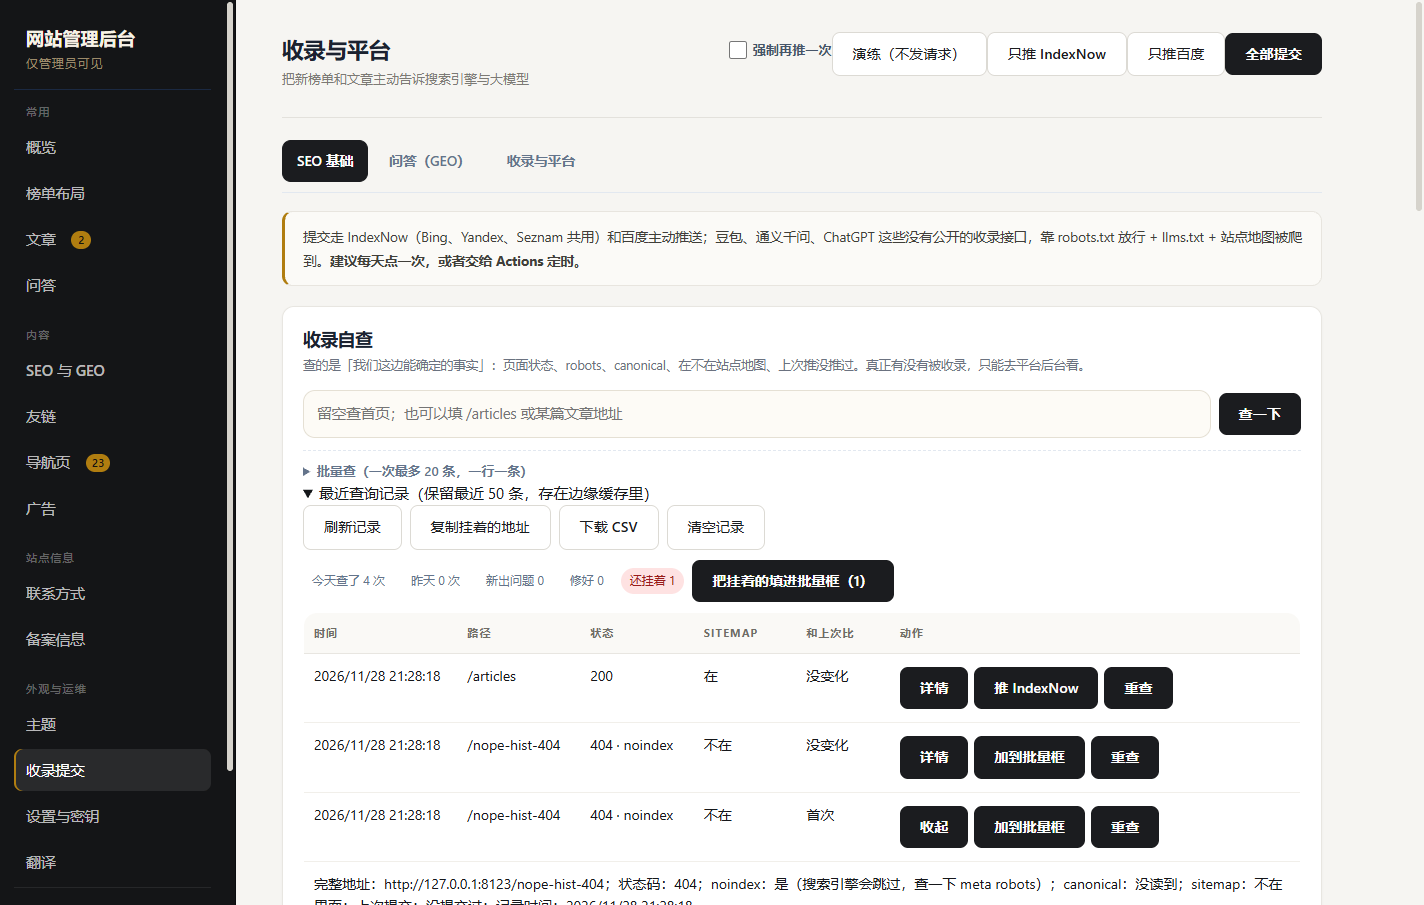 网站管理后台
仅管理员可见
常用
概览
榜单布局
文章 2
问答
内容
SEO 与 GEO
友链
导航页 23
广告
站点信息
联系方式
备案信息
外观与运维
主题
收录提交
设置与密钥
翻译
收录与平台
把新榜单和文章主动告诉搜索引擎与大模型
强制再推一次 演练（不发请求） 只推 IndexNow 只推百度 全部提交
SEO 基础 问答（GEO） 收录与平台
提交走 IndexNow（Bing、Yandex、Seznam 共用）和百度主动推送；豆包、通义千问、ChatGPT 这些没有公开的收录接口，靠 robots.txt 放行 + llms.txt + 站点地图被爬
到。建议每天点一次，或者交给 Actions 定时。
收录自查
查的是「我们这边能确定的事实」：页面状态、robots、canonical、在不在站点地图、上次推没推过。真正有没有被收录，只能去平台后台看。
留空查首页；也可以填 /articles 或某篇文章地址 查一下
▶ 批量查（一次最多 20 条，一行一条）
▼ 最近查询记录（保留最近 50 条，存在边缘缓存里）
刷新记录 复制挂着的地址 下载 CSV 清空记录
今天查了 4 次 昨天 0 次 新出问题 0 修好 0 还挂着 1 把挂着的填进批量框（1）
时间 路径 状态 SITEMAP 和上次比 动作
2026/11/28 21:28:18 /articles 200 在 没变化 详情 推 IndexNow 重查
2026/11/28 21:28:18 /nope-hist-404 404 · noindex 不在 没变化 详情 加到批量框 重查
2026/11/28 21:28:18 /nope-hist-404 404 · noindex 不在 首次 收起 加到批量框 重查
完整地址：http://127.0.0.1:8123/nope-hist-404；状态码：404；noindex：是（搜索引擎会跳过，查一下 meta robots）；canonical：没读到；sitemap：不在
里面；上次提交：没提交过；记录时间：2026/11/28 21:28:18